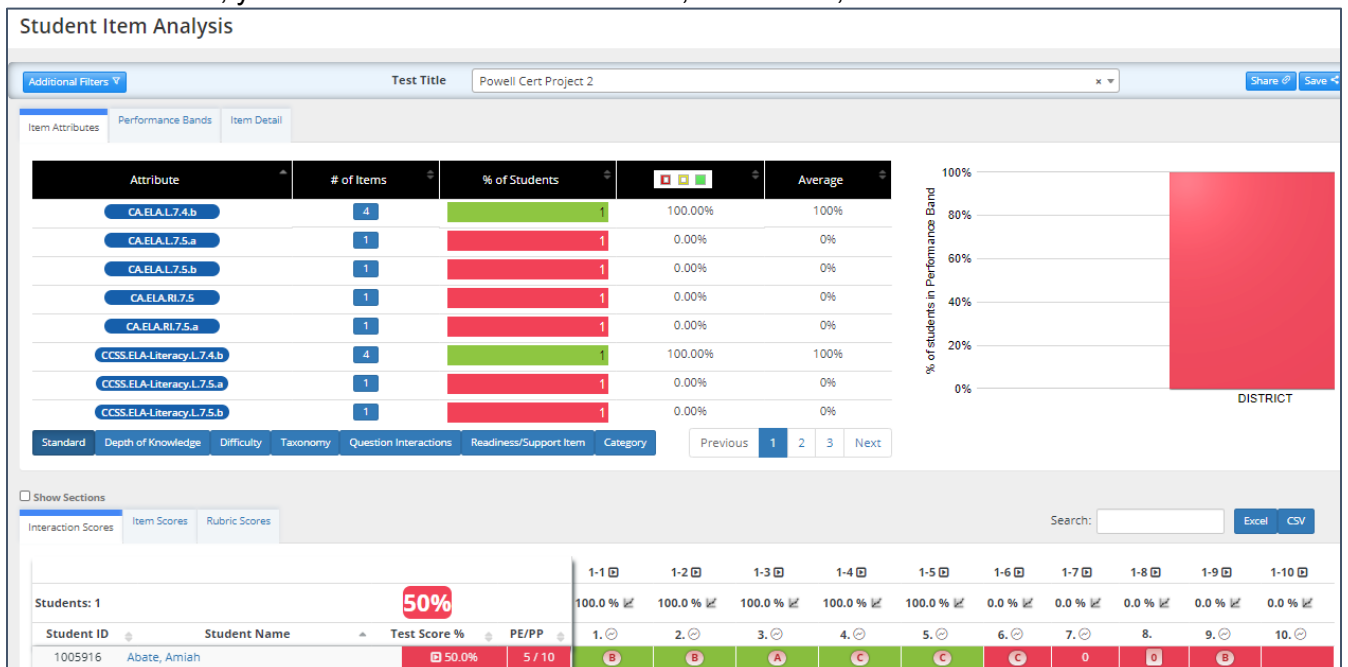 Student Item Analysis
Additional Filters Test Title Powell Cert Project 2 x Share Save
Item Attributes Performance Bands Item Detail
Attribute # of Items % of Students Average
CA.ELA.L.7.4.b 4 1 100.00% 100%
CA.ELA.L.7.5.a 1 1 0.00% 0%
CA.ELA.L.7.5.b 1 1 0.00% 0%
CA.ELA.RI.7.5 1 1 0.00% 0%
CA.ELA.RI.7.5.a 1 1 0.00% 0%
CCSS.ELA-Literacy.L.7.4.b 4 1 100.00% 100%
CCSS.ELA-Literacy.L.7.5.a 1 1 0.00% 0%
CCSS.ELA-Literacy.L.7.5.b 1 1 0.00% 0%
Standard Depth of Knowledge Difficulty Taxonomy Question Interactions Readiness/Support Item Category Previous 1 2 3 Next
% of students in Performance Band
100%
80%
60%
40%
20%
0%
DISTRICT
Show Sections
Interaction Scores Item Scores Rubric Scores Search: Excel CSV
1-1 1-2 1-3 1-4 1-5 1-6 1-7 1-8 1-9 1-10
Students: 1 50% 100.0 % 100.0 % 100.0 % 100.0 % 100.0 % 0.0 % 0.0 % 0.0 % 0.0 % 0.0 %
Student ID Student Name Test Score % PE/PP 1. 2. 3. 4. 5. 6. 7. 8. 9. 10.
1005916 Abate, Amiah 50.0% 5 / 10 B B A C C C 0 0 B